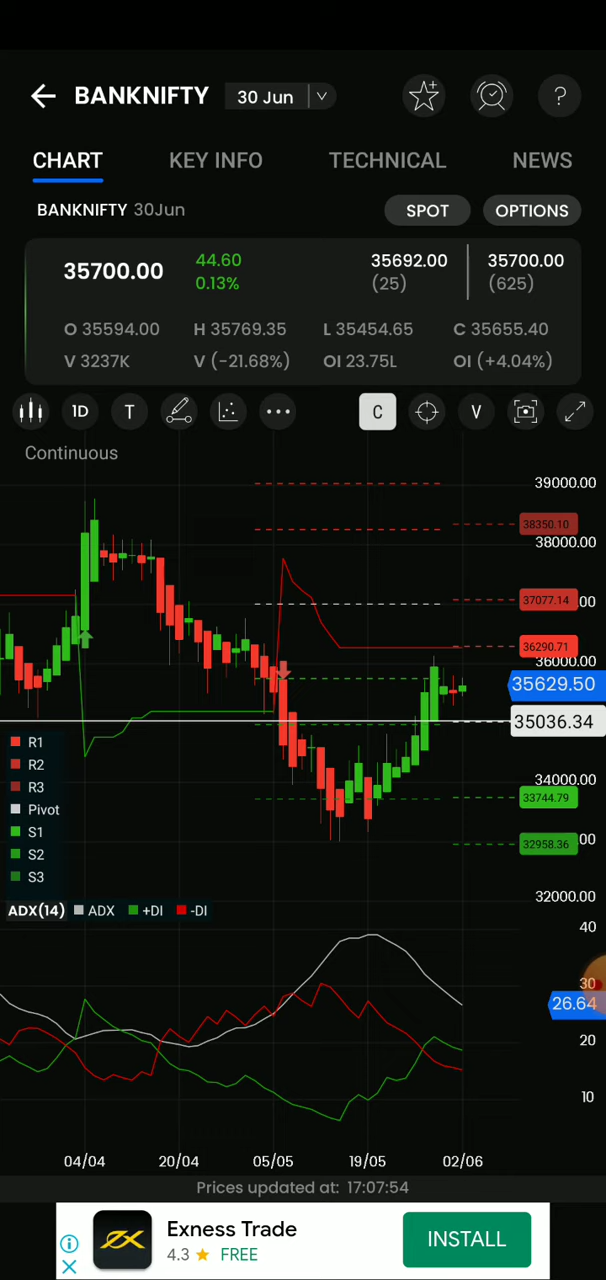 BANKNIFTY 30 Jun
CHART KEY INFO TECHNICAL NEWS
BANKNIFTY 30Jun SPOT OPTIONS
35700.00 44.60 0.13% 35692.00 (25) 35700.00 (625)
O 35594.00 H 35769.35 L 35454.65 C 35655.40
V 3237K V (-21.68%) OI 23.75L OI (+4.04%)
1D T C V
Continuous
39000.00
38350.10
38000.00
37077.14 00
36290.71
36000.00
35629.50
35036.34
34000.00
33744.79
32958.36 00
32000.00
R1
R2
R3
Pivot
S1
S2
S3
ADX(14) ADX +DI -DI
40
30
26.64
20
10
04/04 20/04 05/05 19/05 02/06
Prices updated at: 17:07:54
Exness Trade
4.3 FREE
INSTALL